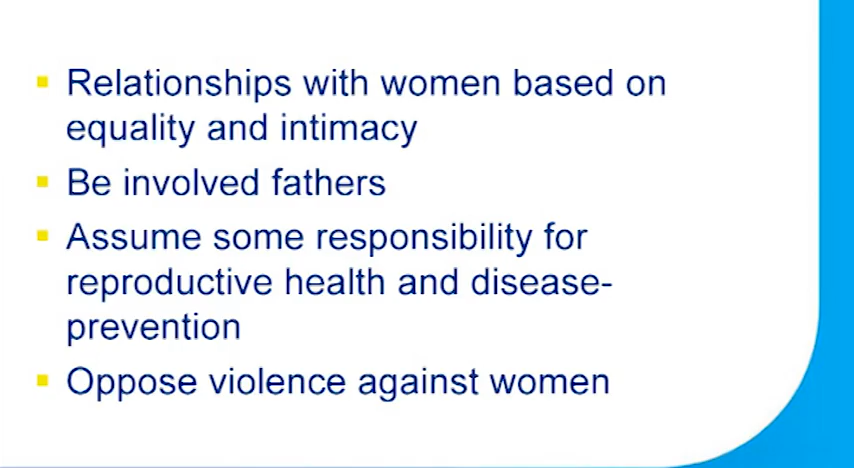 ▪ Relationships with women based on
equality and intimacy
▪ Be involved fathers
▪ Assume some responsibility for
reproductive health and disease-
prevention
▪ Oppose violence against women